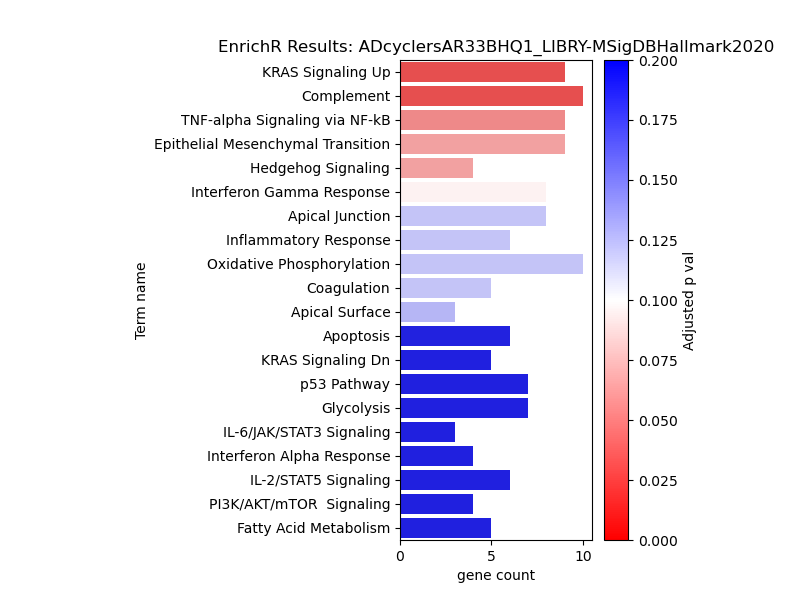 EnrichR Results: ADcyclersAR33BHQ1_LIBRY-MSigDBHallmark2020
KRAS Signaling Up
Complement
TNF-alpha Signaling via NF-kB
Epithelial Mesenchymal Transition
Hedgehog Signaling
Interferon Gamma Response
Apical Junction
Inflammatory Response
Oxidative Phosphorylation
Coagulation
Apical Surface
Apoptosis
KRAS Signaling Dn
p53 Pathway
Glycolysis
IL-6/JAK/STAT3 Signaling
Interferon Alpha Response
IL-2/STAT5 Signaling
PI3K/AKT/mTOR  Signaling
Fatty Acid Metabolism
Term name
0 5 10
gene count
0.200
0.175
0.150
0.125
0.100
0.075
0.050
0.025
0.000
Adjusted p val